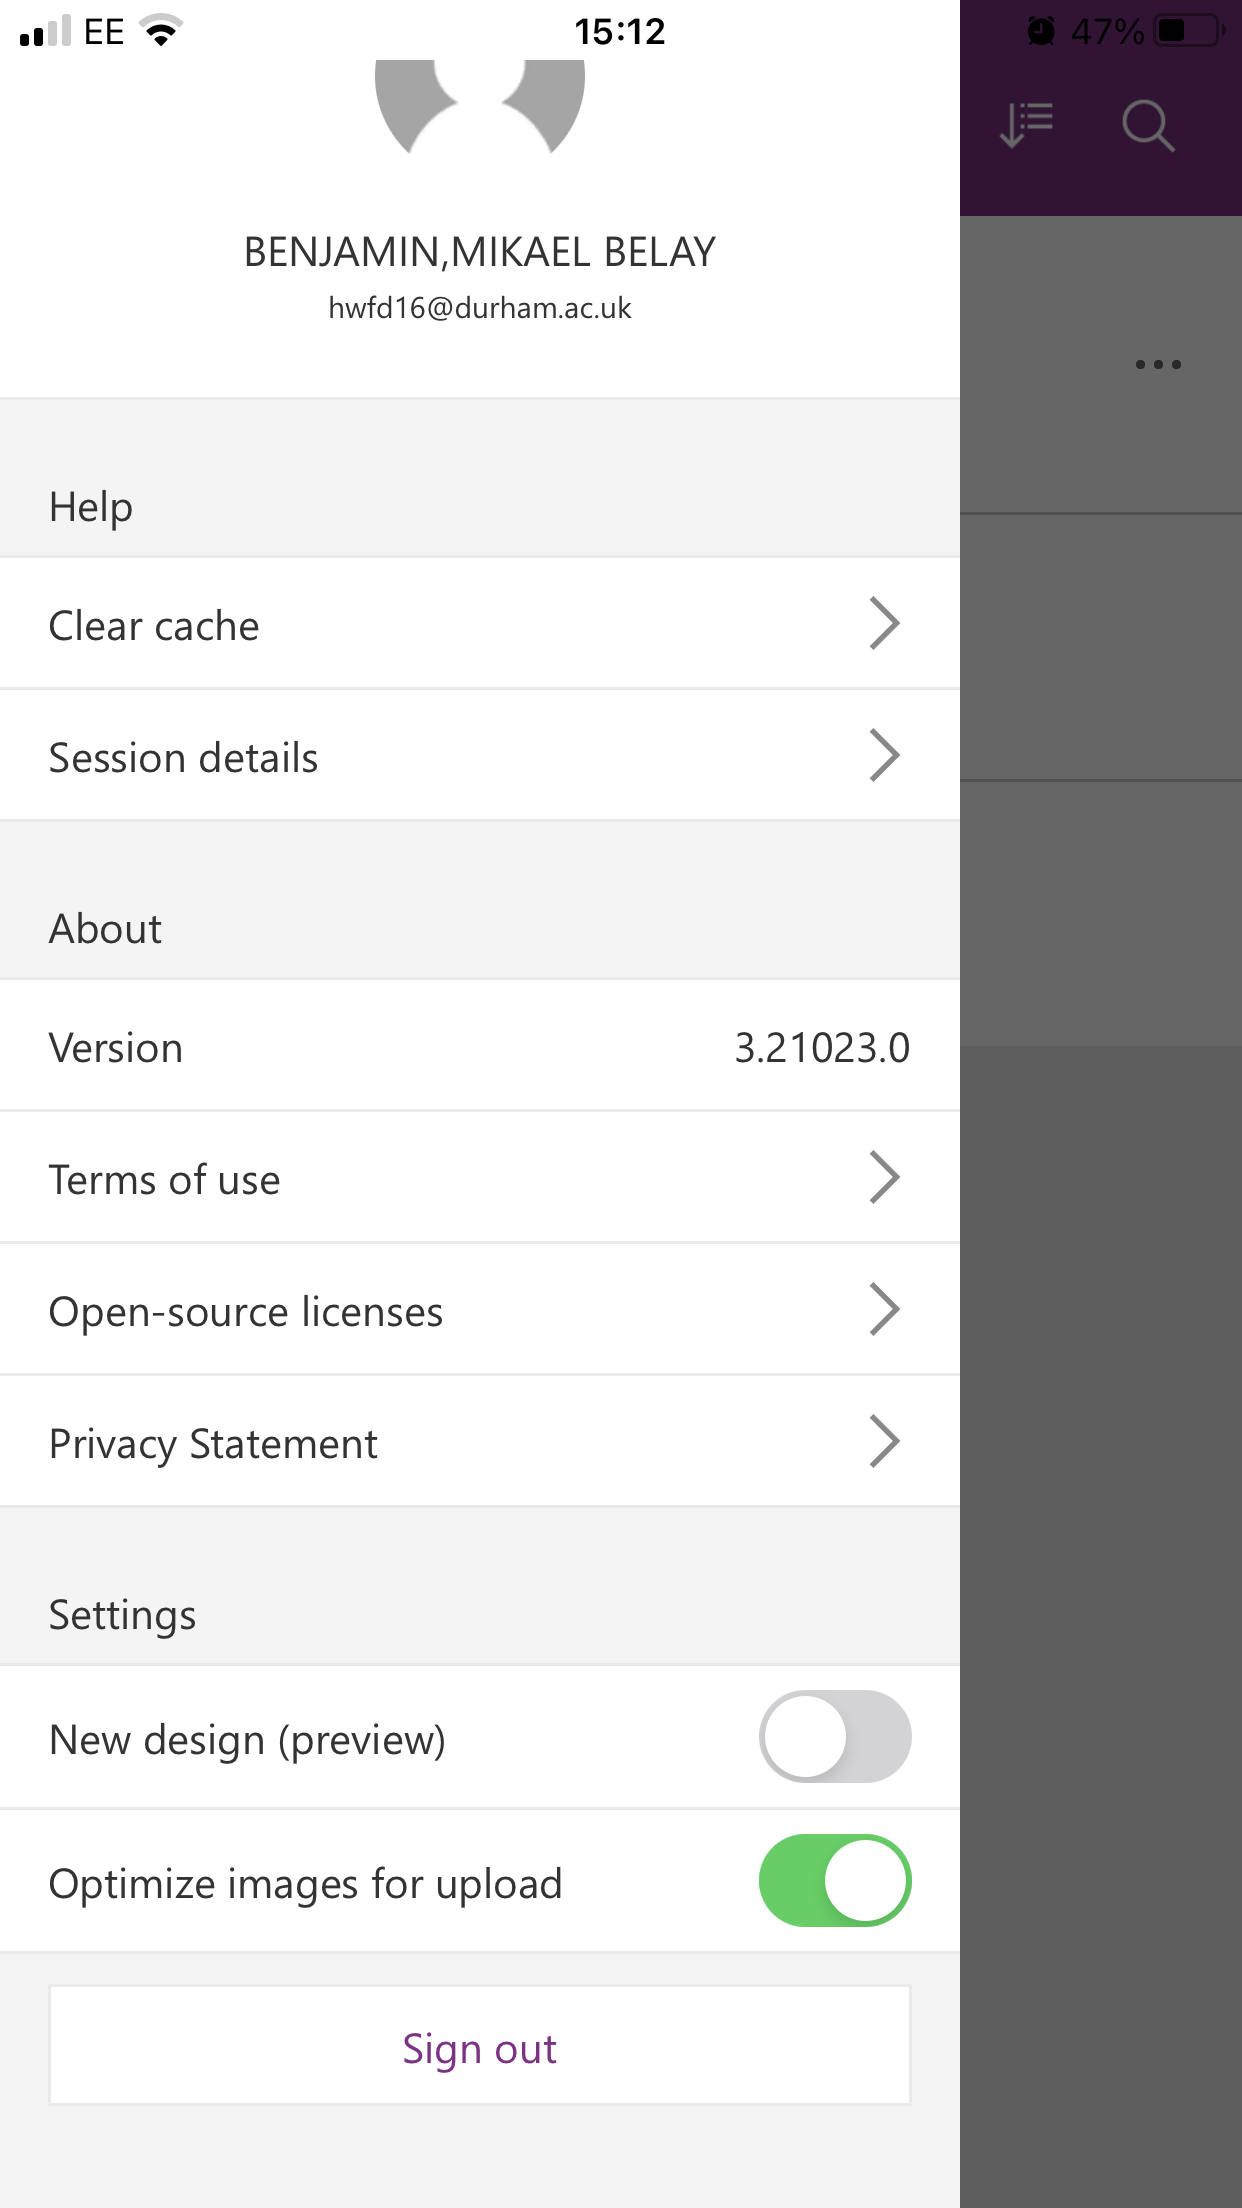 EE 15:12 47%
BENJAMIN,MIKAEL BELAY
hwfd16@durham.ac.uk
Help
Clear cache
Session details
About
Version 3.21023.0
Terms of use
Open-source licenses
Privacy Statement
Settings
New design (preview)
Optimize images for upload
Sign out